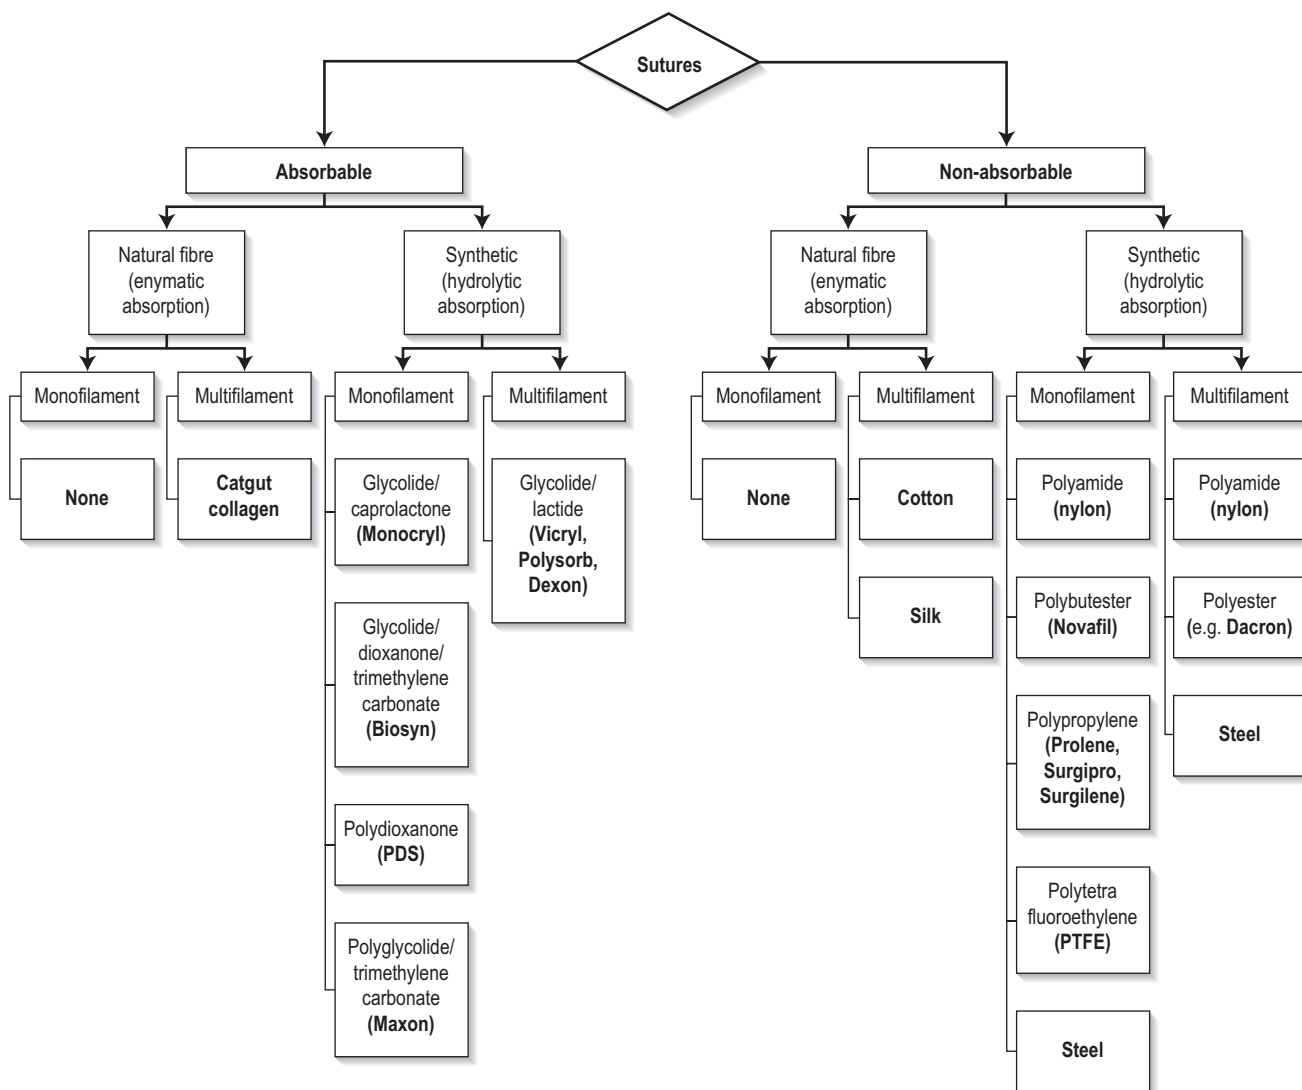 Sutures
Absorbable
Natural fibre
(enymatic
absorption)
Monofilament
None
Multifilament
Catgut
collagen
Synthetic
(hydrolytic
absorption)
Monofilament
Glycolide/
caprolactone
(Monocryl)
Glycolide/
dioxanone/
trimethylene
carbonate
(Biosyn)
Polydioxanone
(PDS)
Polyglycolide/
trimethylene
carbonate
(Maxon)
Multifilament
Glycolide/
lactide
(Vicryl,
Polysorb,
Dexon)
Non-absorbable
Natural fibre
(enymatic
absorption)
Monofilament
None
Multifilament
Cotton
Silk
Synthetic
(hydrolytic
absorption)
Monofilament
Polyamide
(nylon)
Polybutester
(Novafil)
Polypropylene
(Prolene,
Surgipro,
Surgilene)
Polytetra
fluoroethylene
(PTFE)
Steel
Multifilament
Polyamide
(nylon)
Polyester
(e.g. Dacron)
Steel